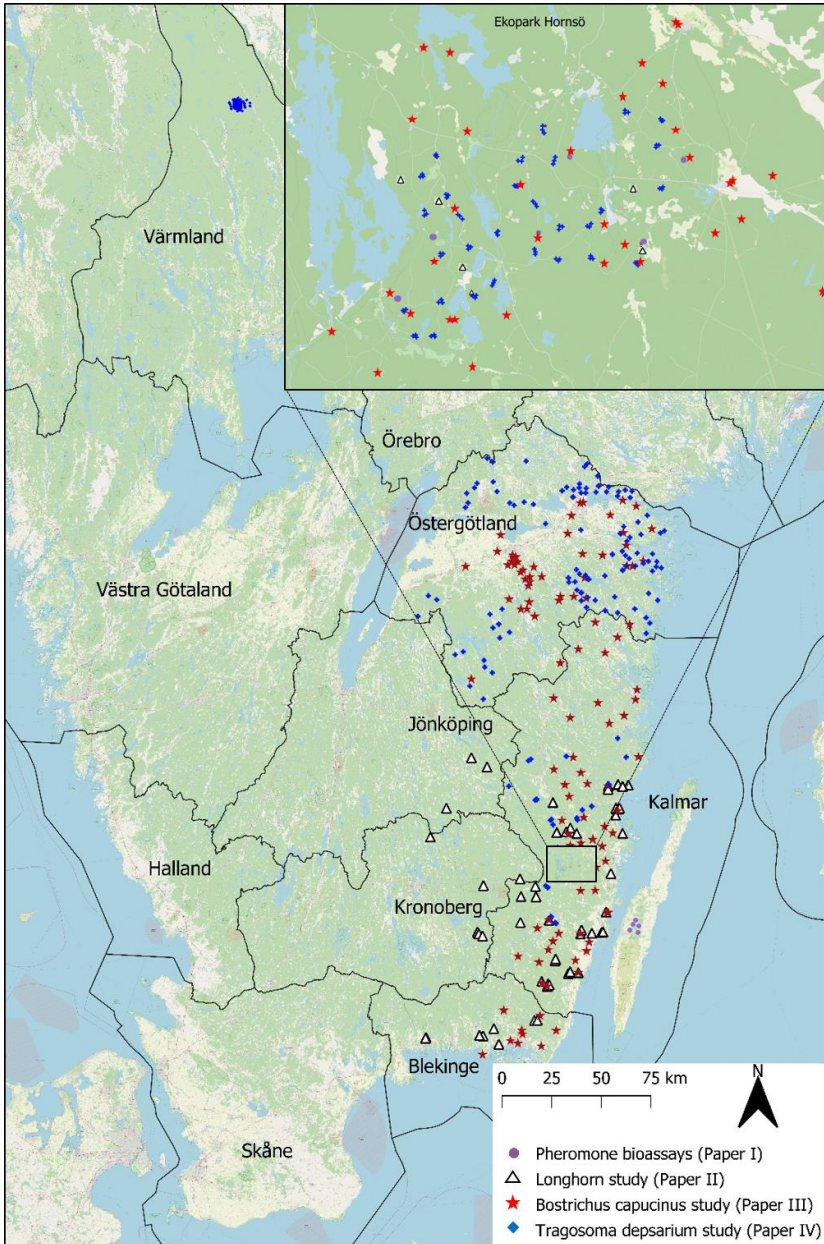 Ekopark Hornsö
Värmland
Örebro
Östergötland
Västra Götaland
Jönköping
Kalmar
Halland
Kronoberg
Blekinge
Skåne
0 25 50 75 km
N
Pheromone bioassays (Paper I)
Longhorn study (Paper II)
Bostrichus capucinus study (Paper III)
Tragosoma depsarium study (Paper IV)